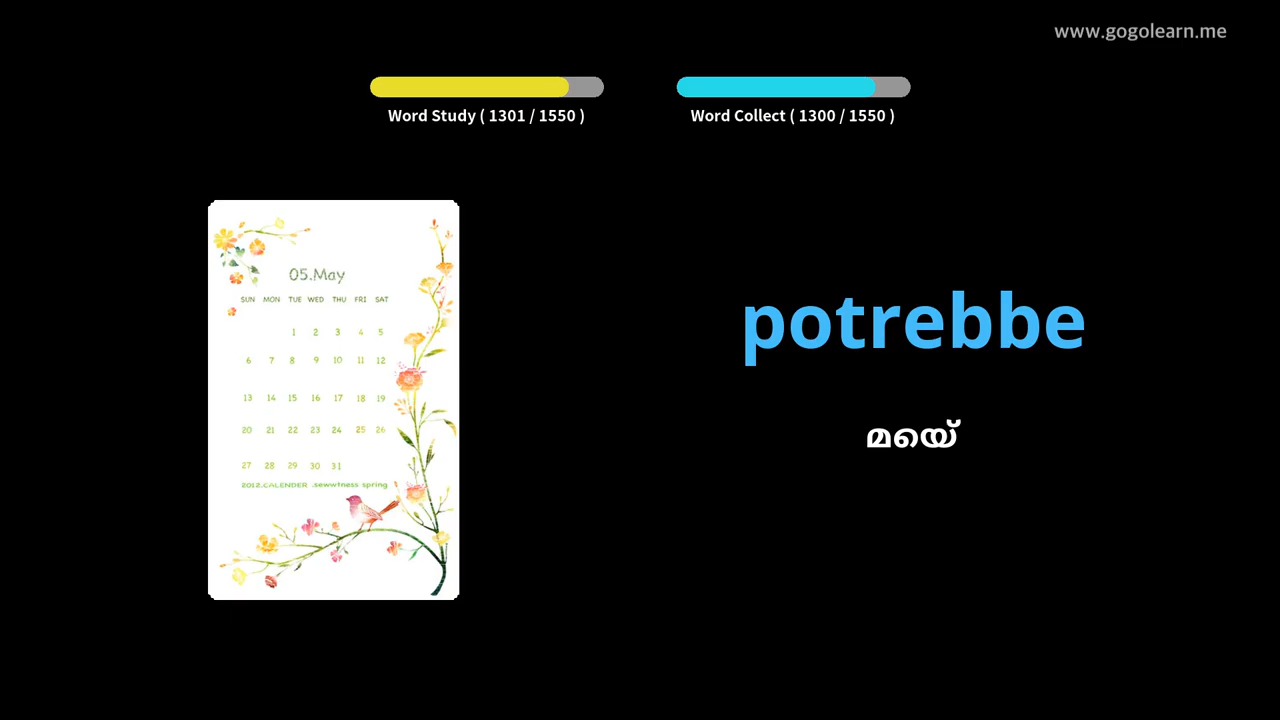 www.gogolearn.me
Word Study ( 1301 / 1550 )
Word Collect ( 1300 / 1550 )
05.May
SUN MON TUE WED THU FRI SAT
1 2 3 4 5
6 7 8 9 10 11 12
13 14 15 16 17 18 19
20 21 22 23 24 25 26
27 28 29 30 31
2012.CALENDER .sewwtness spring
potrebbe
മയ്െ